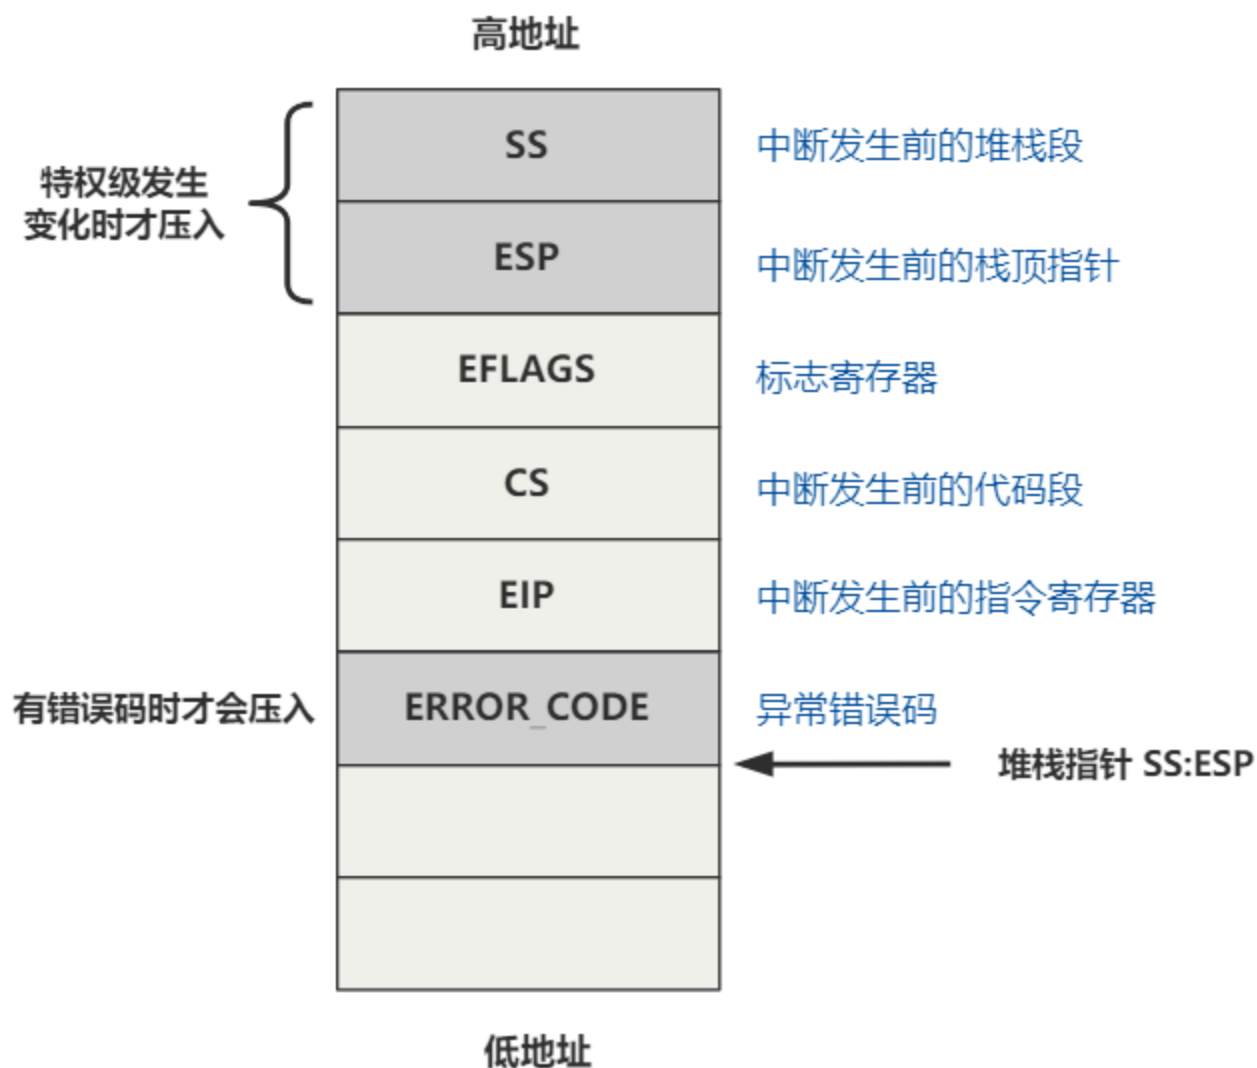 高地址
SS
中断发生前的堆栈段
特权级发生
变化时才压入
ESP
中断发生前的栈顶指针
EFLAGS
标志寄存器
CS
中断发生前的代码段
EIP
中断发生前的指令寄存器
有错误码时才会压入
ERROR_CODE
异常错误码
堆栈指针 SS:ESP
低地址